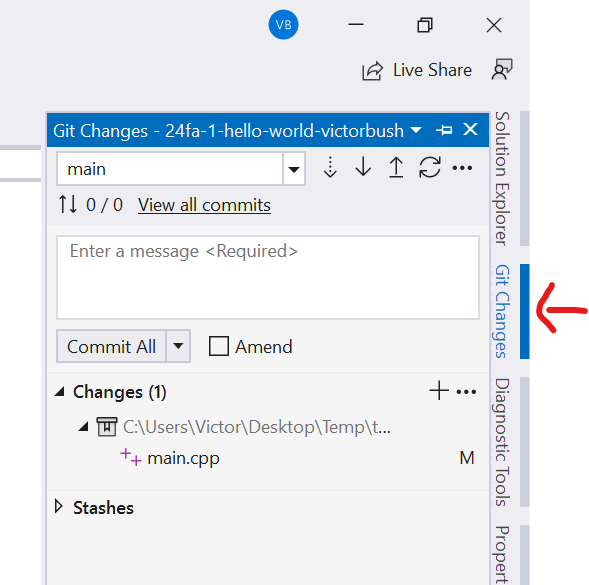 VB
Live Share
Git Changes - 24fa-1-hello-world-victorbush
main
0 / 0 View all commits
Enter a message <Required>
Commit All Amend
Changes (1)
C:\Users\Victor\Desktop\Temp\t...
main.cpp M
Stashes
Solution Explorer
Git Changes
Diagnostic Tools
Propert